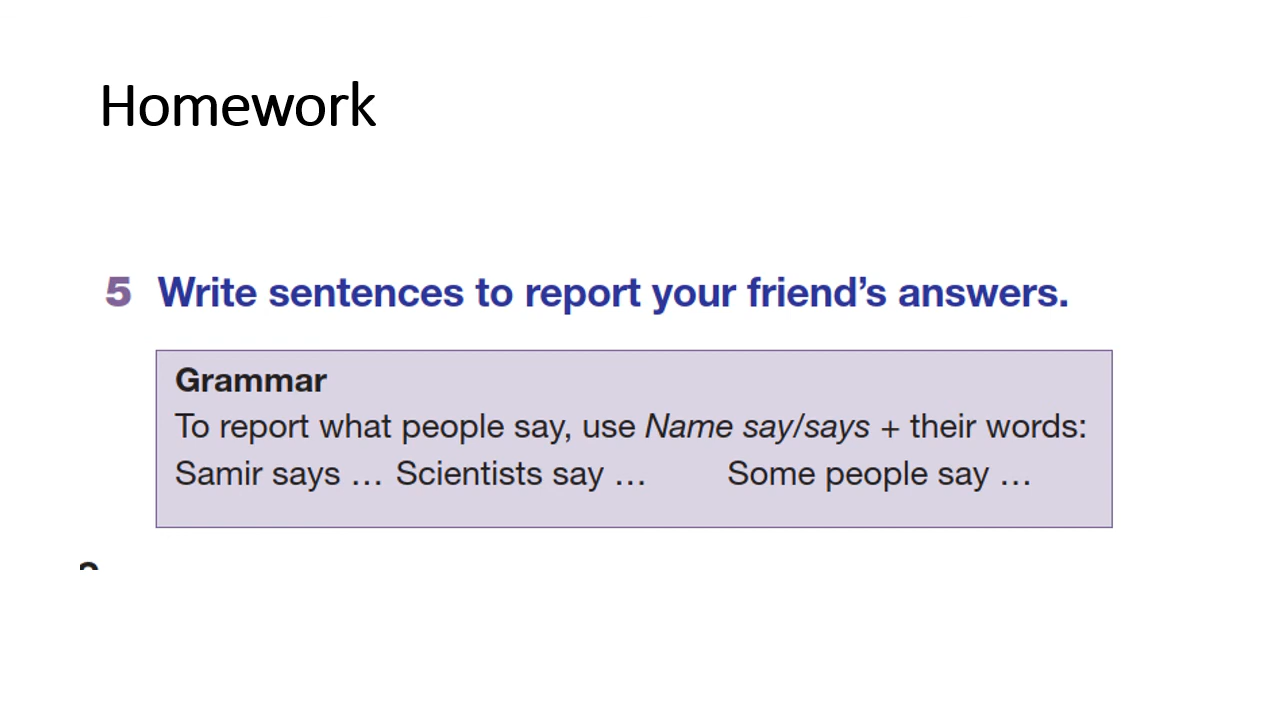 Homework
5 Write sentences to report your friend's answers.
Grammar
To report what people say, use Name say/says + their words:
Samir says … Scientists say … Some people say …